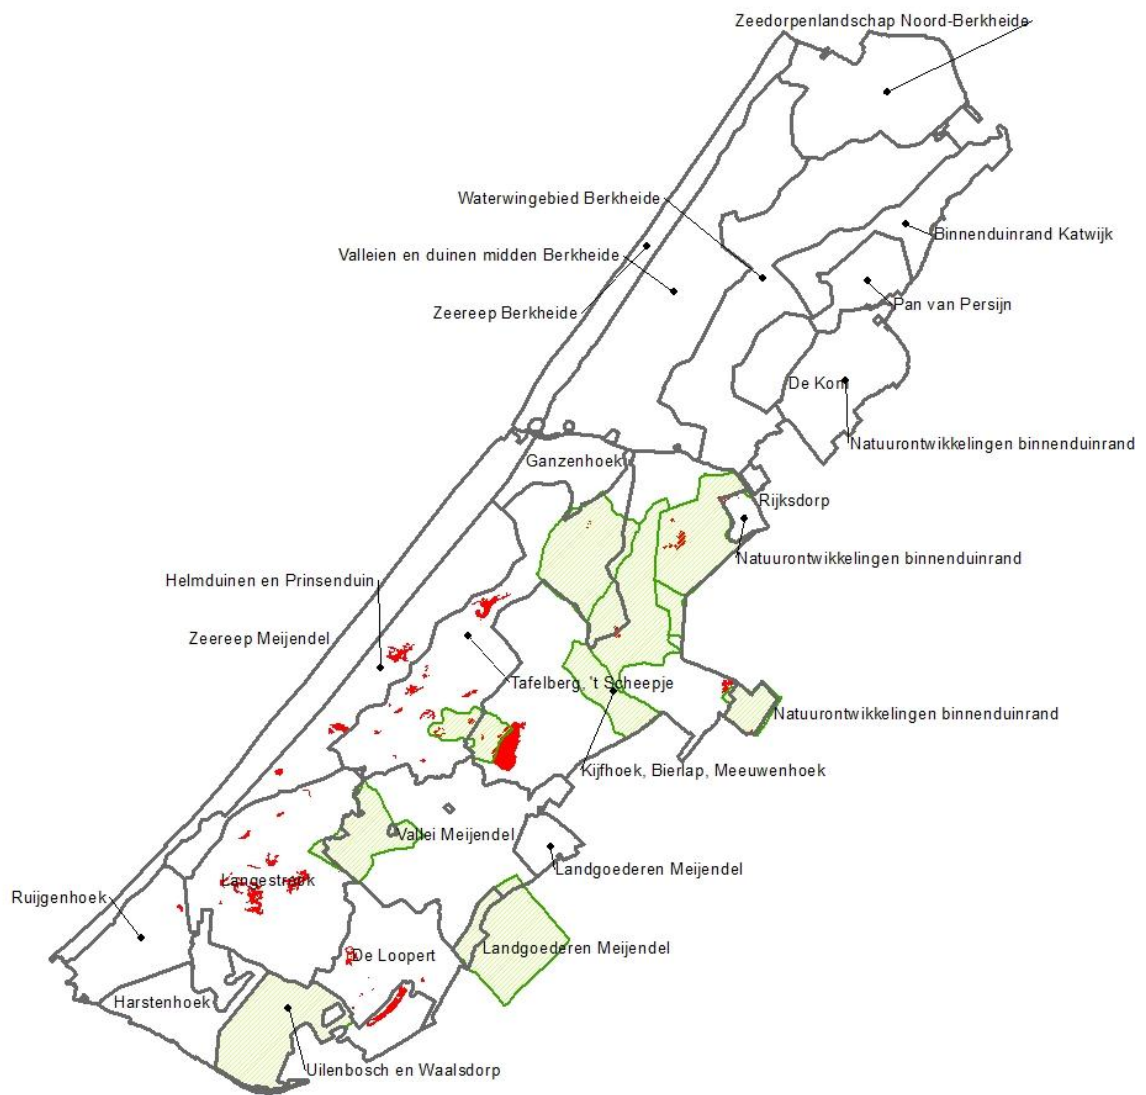 Zeedorpenlandschap Noord-Berkheide
Waterwingebied Berkheide
Binnenduinrand Katwijk
Valleien en duinen midden Berkheide
Pan van Persijn
Zeereep Berkheide
De Kom
Natuurontwikkelingen binnenduinrand
Ganzenhoek
Rijksdorp
Natuurontwikkelingen binnenduinrand
Helmduinen en Prinsenduin
Zeereep Meijendel
Tafelberg, 't Scheepje
Natuurontwikkelingen binnenduinrand
Kijfhoek, Bierlap, Meeuwenhoek
Vallei Meijendel
Landgoederen Meijendel
Langestrook
Ruijgenhoek
Landgoederen Meijendel
De Loopert
Harstenhoek
Uilenbosch en Waalsdorp